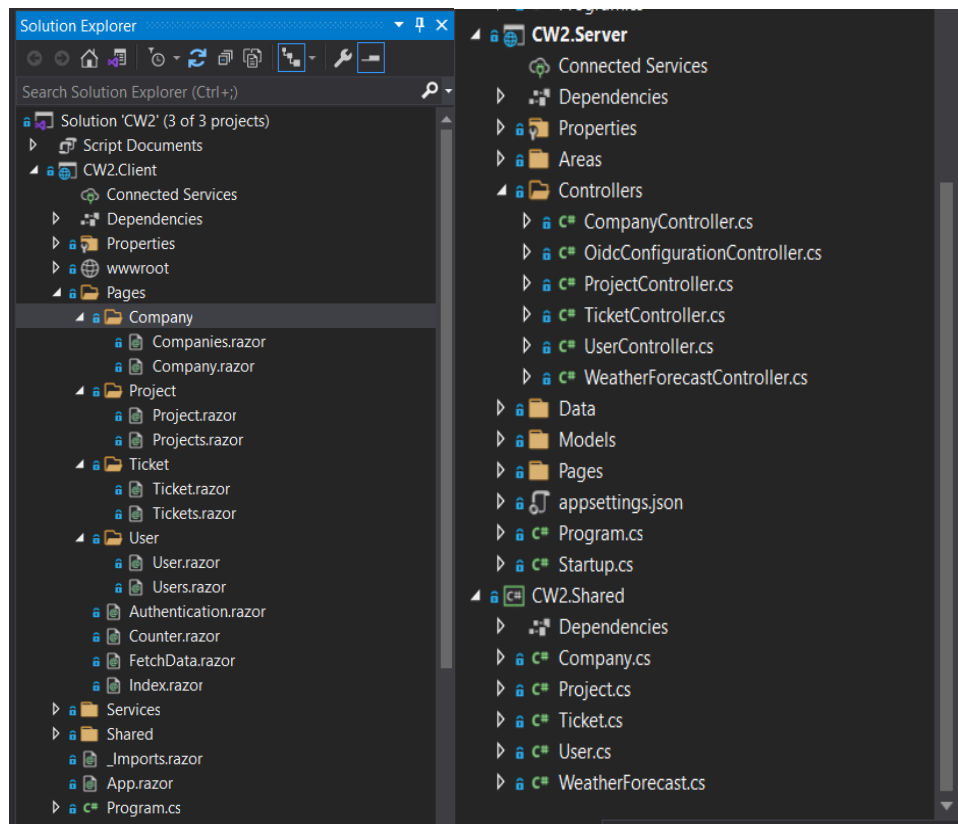 Solution Explorer
Search Solution Explorer (Ctrl+;)
Solution 'CW2' (3 of 3 projects)
Script Documents
CW2.Client
Connected Services
Dependencies
Properties
wwwroot
Pages
Company
Companies.razor
Company.razor
Project
Project.razor
Projects.razor
Ticket
Ticket.razor
Tickets.razor
User
User.razor
Users.razor
Authentication.razor
Counter.razor
FetchData.razor
Index.razor
Services
Shared
_Imports.razor
App.razor
C# Program.cs
CW2.Server
Connected Services
Dependencies
Properties
Areas
Controllers
C# CompanyController.cs
C# OidcConfigurationController.cs
C# ProjectController.cs
C# TicketController.cs
C# UserController.cs
C# WeatherForecastController.cs
Data
Models
Pages
appsettings.json
C# Program.cs
C# Startup.cs
C# CW2.Shared
Dependencies
C# Company.cs
C# Project.cs
C# Ticket.cs
C# User.cs
C# WeatherForecast.cs